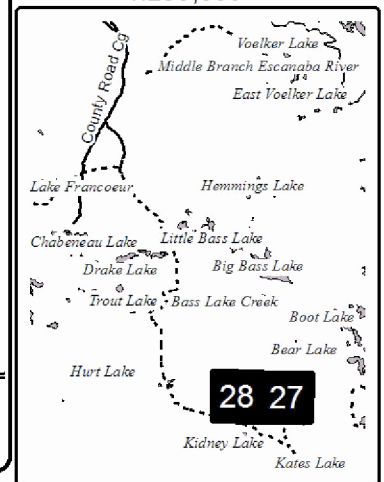 Voelker Lake
Middle Branch Escanaba River
East Voelker Lake
County Road Cg
Lake Francoeur
Hemmings Lake
Chabeneau Lake
Little Bass Lake
Drake Lake
Big Bass Lake
Trout Lake
Bass Lake Creek
Boot Lake
Bear Lake
Hurt Lake
28 27
Kidney Lake
Kates Lake